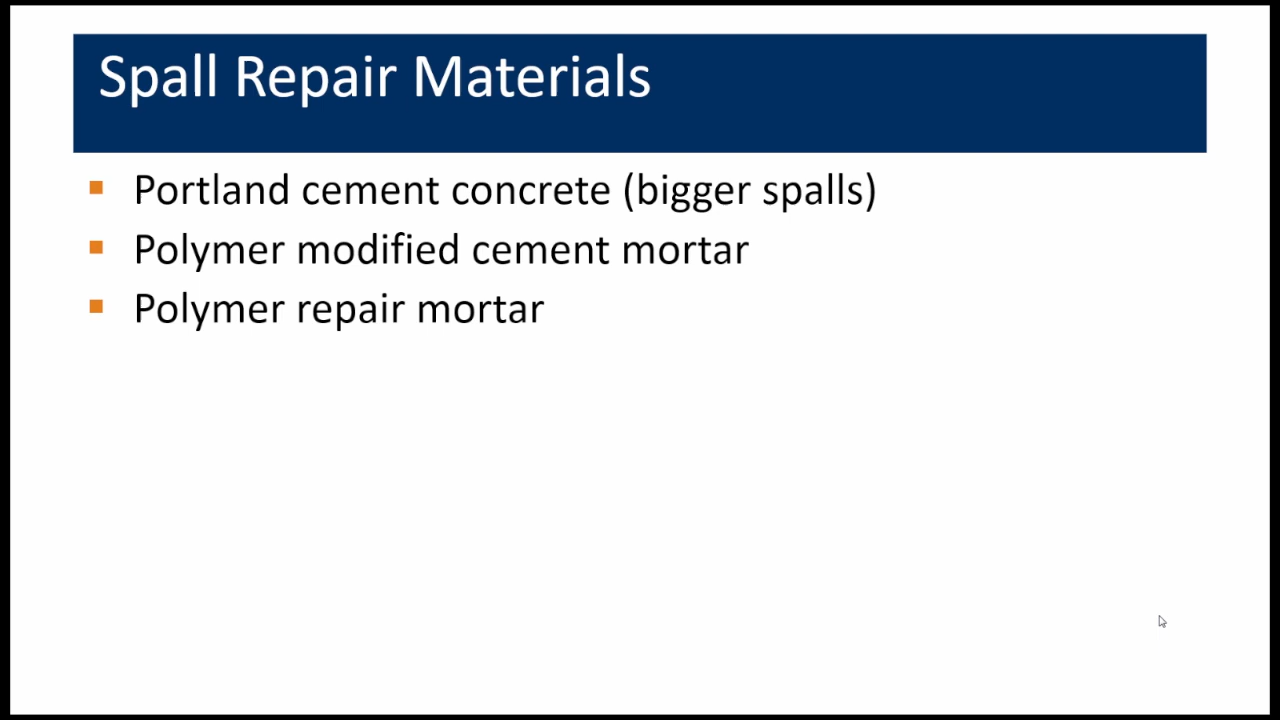 Spall Repair Materials
Portland cement concrete (bigger spalls)
Polymer modified cement mortar
Polymer repair mortar